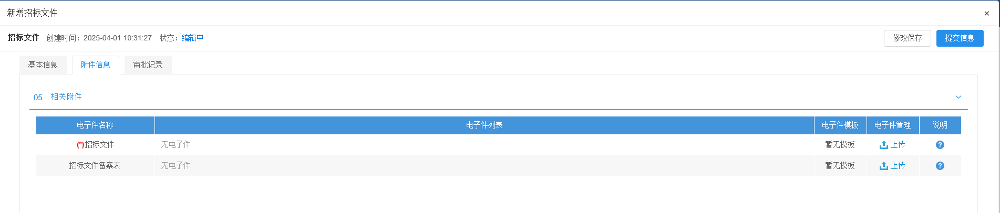 新增招标文件 ×
招标文件 创建时间：2025-04-01 10:31:27 状态：编辑中 修改保存 提交信息
基本信息 附件信息 审批记录
05 相关附件
电子件名称 电子件列表 电子件模板 电子件管理 说明
(*)招标文件 无电子件 暂无模板 上传 ?
招标文件备案表 无电子件 暂无模板 上传 ?